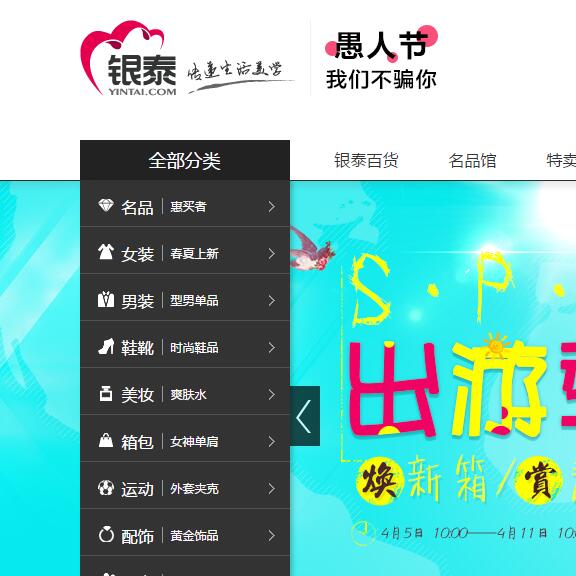 银泰
YINTAI.COM
传递生活美学
愚人节
我们不骗你
全部分类
银泰百货 名品馆 特卖
名品 惠买者
女装 春夏上新
男装 型男单品
鞋靴 时尚鞋品
美妆 爽肤水
箱包 女神单肩
运动 外套夹克
配饰 黄金饰品
S·P·
出游
焕新箱/赏
4月5日 10:00——4月11日 10:0